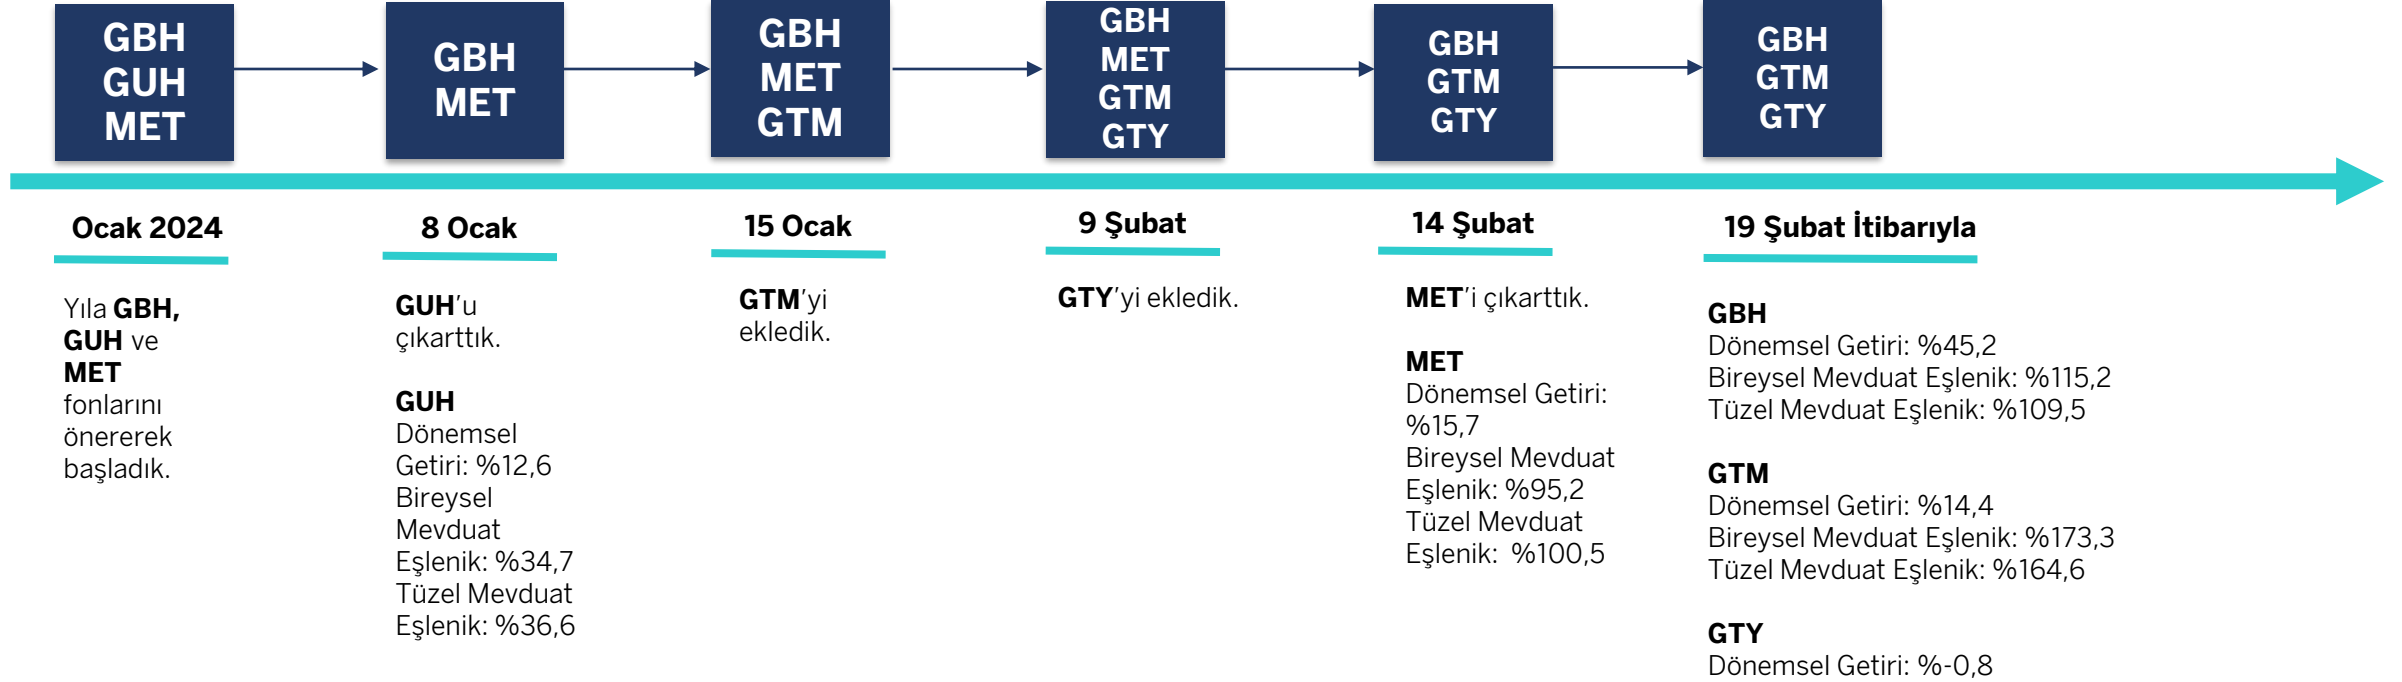 GBH
GUH
MET
GBH
MET
GBH
MET
GTM
GBH
MET
GTM
GTY
GBH
GTM
GTY
GBH
GTM
GTY
Ocak 2024
Yıla GBH,
GUH ve
MET
fonlarını
önererek
başladık.
8 Ocak
GUH'u
çıkarttık.
GUH
Dönemsel
Getiri: %12,6
Bireysel
Mevduat
Eşlenik: %34,7
Tüzel Mevduat
Eşlenik: %36,6
15 Ocak
GTM'yi
ekledik.
9 Şubat
GTY'yi ekledik.
14 Şubat
MET'i çıkarttık.
MET
Dönemsel Getiri:
%15,7
Bireysel Mevduat
Eşlenik: %95,2
Tüzel Mevduat
Eşlenik:  %100,5
19 Şubat İtibarıyla
GBH
Dönemsel Getiri: %45,2
Bireysel Mevduat Eşlenik: %115,2
Tüzel Mevduat Eşlenik: %109,5
GTM
Dönemsel Getiri: %14,4
Bireysel Mevduat Eşlenik: %173,3
Tüzel Mevduat Eşlenik: %164,6
GTY
Dönemsel Getiri: %-0,8